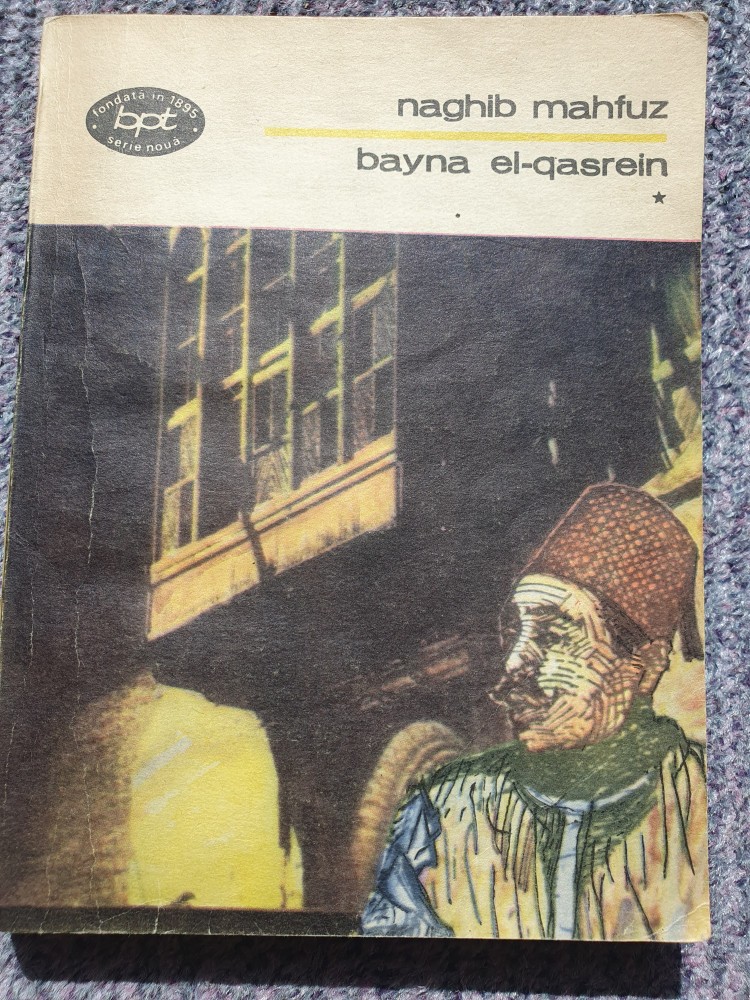 fondată în 1895
bpt
serie nouă
naghib mahfuz
bayna el-qasrein
*